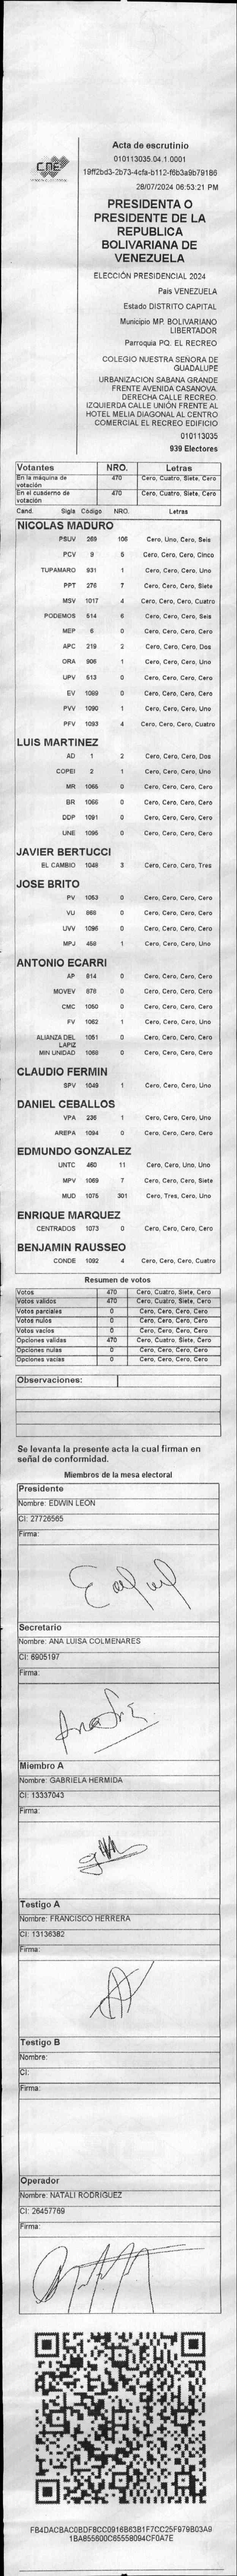 CNE
Acta de escrutinio
010113035.04.1.0001
19ff2bd3-2b73-4cfa-b112-f6b3a9b79186
28/07/2024 06:53:21 PM
PRESIDENTA O
PRESIDENTE DE LA
REPUBLICA
BOLIVARIANA DE
VENEZUELA
ELECCIÓN PRESIDENCIAL 2024
País VENEZUELA
Estado DISTRITO CAPITAL
Municipio MP. BOLIVARIANO
LIBERTADOR
Parroquia PQ. EL RECREO
COLEGIO NUESTRA SEÑORA DE
GUADALUPE
URBANIZACION SABANA GRANDE
FRENTE AVENIDA CASANOVA.
DERECHA CALLE RECREO.
IZQUIERDA CALLE UNIÓN FRENTE AL
HOTEL MELIA DIAGONAL AL CENTRO
COMERCIAL EL RECREO EDIFICIO
010113035
939 Electores
Votantes NRO. Letras
En la máquina de votación 470 Cero, Cuatro, Siete, Cero
En el cuaderno de votación 470 Cero, Cuatro, Siete, Cero
Cand. Sigla Código NRO. Letras
NICOLAS MADURO
PSUV 269 106 Cero, Uno, Cero, Seis
PCV 9 5 Cero, Cero, Cero, Cinco
TUPAMARO 931 1 Cero, Cero, Cero, Uno
PPT 276 7 Cero, Cero, Cero, Siete
MSV 1017 4 Cero, Cero, Cero, Cuatro
PODEMOS 514 6 Cero, Cero, Cero, Seis
MEP 6 0 Cero, Cero, Cero, Cero
APC 219 2 Cero, Cero, Cero, Dos
ORA 906 1 Cero, Cero, Cero, Uno
UPV 513 0 Cero, Cero, Cero, Cero
EV 1089 0 Cero, Cero, Cero, Cero
PVV 1090 1 Cero, Cero, Cero, Uno
PFV 1093 4 Cero, Cero, Cero, Cuatro
LUIS MARTINEZ
AD 1 2 Cero, Cero, Cero, Dos
COPEI 2 1 Cero, Cero, Cero, Uno
MR 1065 0 Cero, Cero, Cero, Cero
BR 1066 0 Cero, Cero, Cero, Cero
DDP 1091 0 Cero, Cero, Cero, Cero
UNE 1095 0 Cero, Cero, Cero, Cero
JAVIER BERTUCCI
EL CAMBIO 1048 3 Cero, Cero, Cero, Tres
JOSE BRITO
PV 1053 0 Cero, Cero, Cero, Cero
VU 868 0 Cero, Cero, Cero, Cero
UVV 1096 0 Cero, Cero, Cero, Cero
MPJ 458 1 Cero, Cero, Cero, Uno
ANTONIO ECARRI
AP 914 0 Cero, Cero, Cero, Cero
MOVEV 878 0 Cero, Cero, Cero, Cero
CMC 1050 0 Cero, Cero, Cero, Cero
FV 1062 1 Cero, Cero, Cero, Uno
ALIANZA DEL LAPIZ 1051 0 Cero, Cero, Cero, Cero
MIN UNIDAD 1068 0 Cero, Cero, Cero, Cero
CLAUDIO FERMIN
SPV 1049 1 Cero, Cero, Cero, Uno
DANIEL CEBALLOS
VPA 236 1 Cero, Cero, Cero, Uno
AREPA 1094 0 Cero, Cero, Cero, Cero
EDMUNDO GONZALEZ
UNTC 460 11 Cero, Cero, Uno, Uno
MPV 1069 7 Cero, Cero, Cero, Siete
MUD 1075 301 Cero, Tres, Cero, Uno
ENRIQUE MARQUEZ
CENTRADOS 1073 0 Cero, Cero, Cero, Cero
BENJAMIN RAUSSEO
CONDE 1092 4 Cero, Cero, Cero, Cuatro
Resumen de votos
Votos 470 Cero, Cuatro, Siete, Cero
Votos validos 470 Cero, Cuatro, Siete, Cero
Votos parciales 0 Cero, Cero, Cero, Cero
Votos nulos 0 Cero, Cero, Cero, Cero
Votos vacios 0 Cero, Cero, Cero, Cero
Opciones validas 470 Cero, Cuatro, Siete, Cero
Opciones nulas 0 Cero, Cero, Cero, Cero
Opciones vacias 0 Cero, Cero, Cero, Cero
Observaciones:
Se levanta la presente acta la cual firman en
señal de conformidad.
Miembros de la mesa electoral
Presidente
Nombre: EDWIN LEON
CI: 27726565
Firma:
Secretario
Nombre: ANA LUISA COLMENARES
CI: 6905197
Firma:
Miembro A
Nombre: GABRIELA HERMIDA
CI: 13337043
Firma:
Testigo A
Nombre: FRANCISCO HERRERA
CI: 13136382
Firma:
Testigo B
Nombre:
CI:
Firma:
Operador
Nombre: NATALI RODRIGUEZ
CI: 26457769
Firma:
FB4DACBAC0BDF8CC0916B63B1F7CC25F979B03A9
1BA855600C65558094CF0A7E